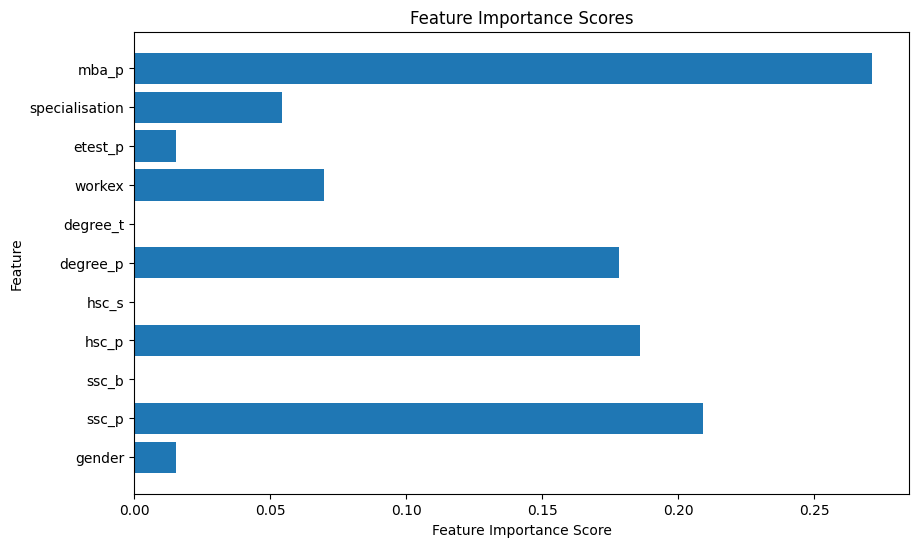 Feature Importance Scores
Feature
mba_p
specialisation
etest_p
workex
degree_t
degree_p
hsc_s
hsc_p
ssc_b
ssc_p
gender
0.00 0.05 0.10 0.15 0.20 0.25
Feature Importance Score